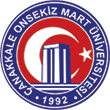 ÇANAKKALE ONSEKİZ MART ÜNİVERSİTESİ
• 1992 •